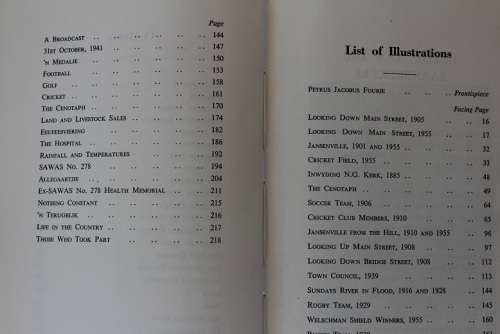 Page
A Broadcast .. .. .. .. .. 144
31st October, 1941 .. .. .. .. 147
'n Medalje .. .. .. .. .. 150
Football .. .. .. .. .. 153
Golf .. .. .. .. .. .. 158
Cricket .. .. .. .. .. .. 161
The Cenotaph .. .. .. .. .. 170
Land and Livestock Sales .. .. .. .. 174
Eeufeesviering .. .. .. .. .. 182
The Hospital .. .. .. .. .. 186
Rainfall and Temperatures .. .. .. .. 192
SAWAS No. 278 .. .. .. .. .. 194
Allegaartjie .. .. .. .. .. 204
Ex-SAWAS No. 278 Health Memorial .. .. .. 211
Nothing Constant .. .. .. .. .. 215
'n Terugblik .. .. .. .. .. 216
Life in the Country .. .. .. .. .. 217
Those Who Took Part .. .. .. .. 218
List of Illustrations
Petrus Jacobus Fourie .. .. .. Frontispiece
Facing Page
Looking Down Main Street, 1905 .. .. .. 16
Looking Down Main Street, 1955 .. .. .. 17
Jansenville, 1901 and 1955 .. .. .. .. 32
Cricket Field, 1955 .. .. .. .. .. 33
Inwyding N.G. Kerk, 1885 .. .. .. .. 48
The Cenotaph .. .. .. .. .. 49
Soccer Team, 1906 .. .. .. .. .. 64
Cricket Club Members, 1910 .. .. .. .. 65
Jansenville from the Hill, 1910 and 1955 .. .. 96
Looking Up Main Street, 1908 .. .. .. 97
Looking Down Bridge Street, 1908 .. .. .. 112
Town Council, 1939 .. .. .. .. 113
Sundays River in Flood, 1916 and 1928 .. .. 144
Rugby Team, 1929 .. .. .. .. 145
Welschman Shield Winners, 1955 .. .. .. 160